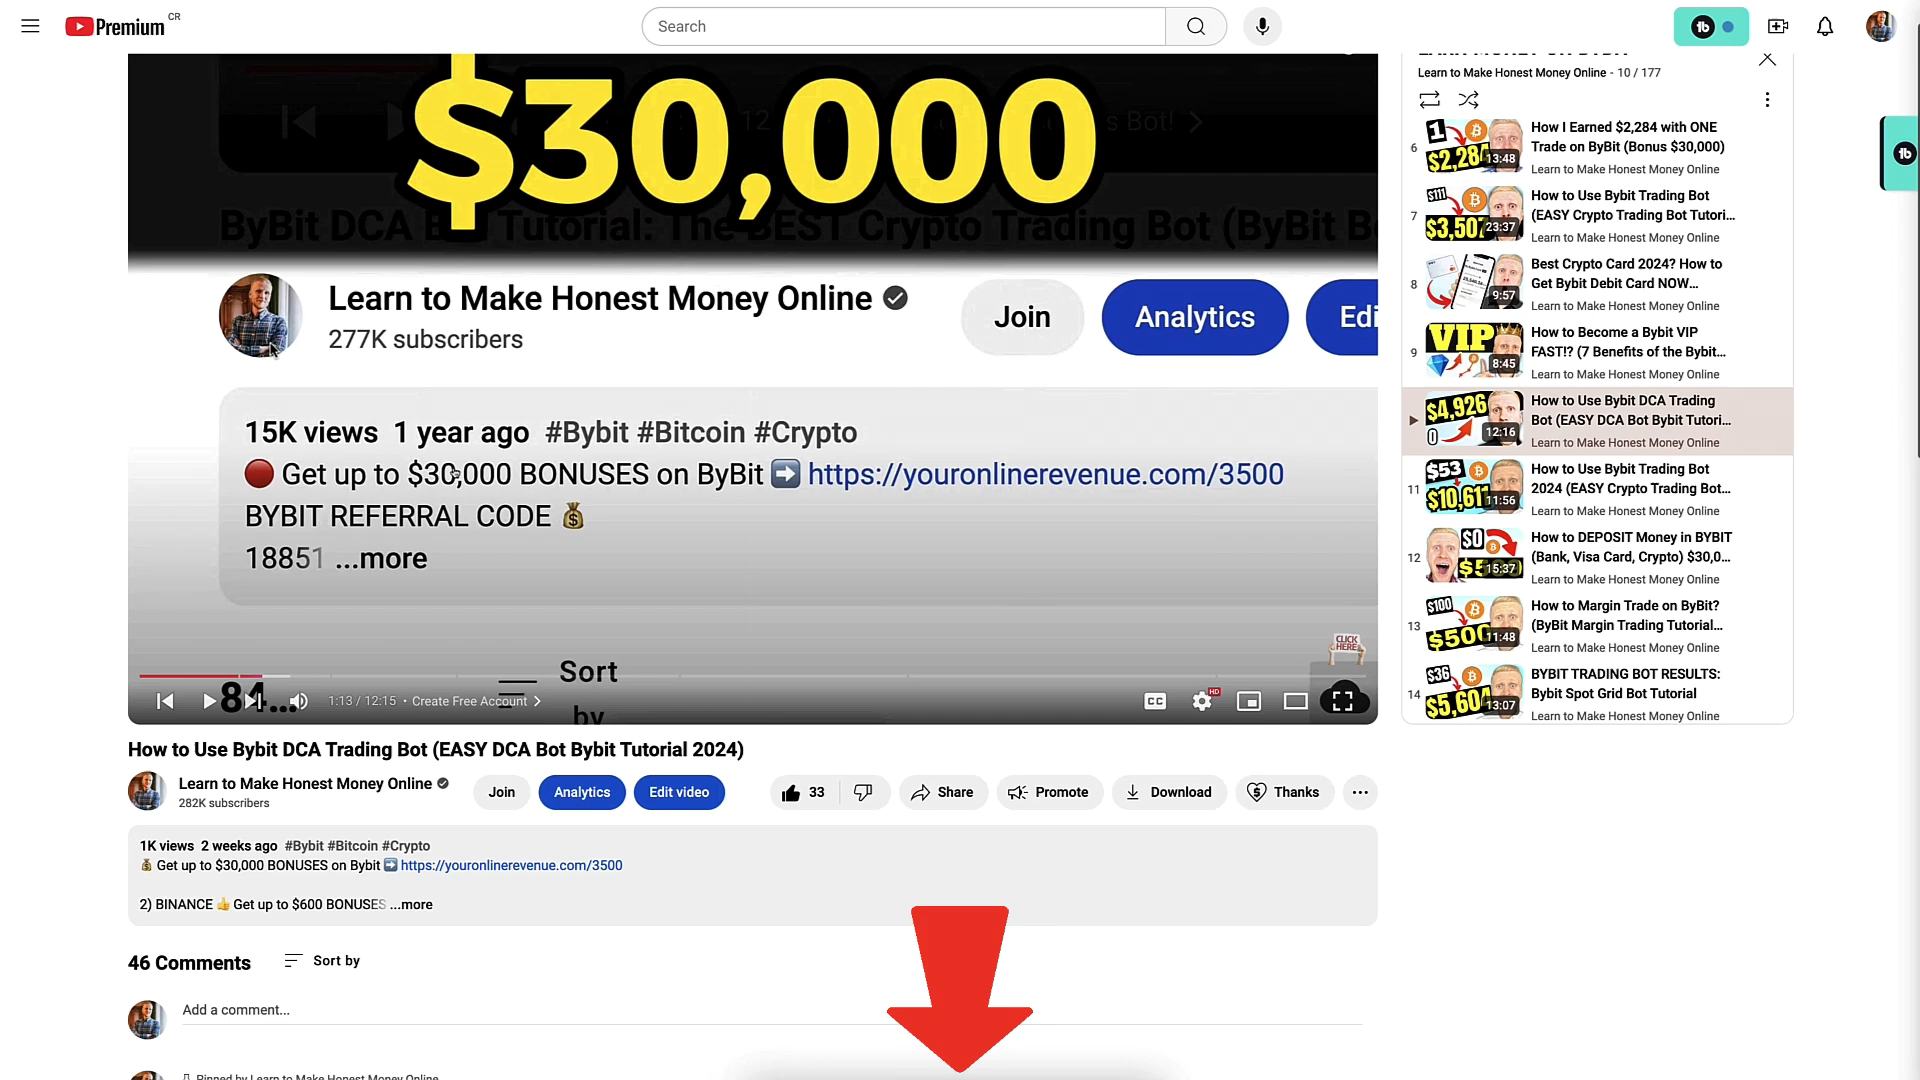 Premium CR
Search
$30,000
ByBit DCA B Tutorial: The BEST Crypto Trading Bot (ByBit B
Learn to Make Honest Money Online
277K subscribers
Join
Analytics
Edi
15K views 1 year ago #Bybit #Bitcoin #Crypto
Get up to $30,000 BONUSES on ByBit ➡️ https://youronlinerevenue.com/3500
BYBIT REFERRAL CODE 💰
18851 ...more
CLICK HERE
84...
Sort
by
1:13 / 12:15 • Create Free Account
CC
HD
How to Use Bybit DCA Trading Bot (EASY DCA Bot Bybit Tutorial 2024)
Learn to Make Honest Money Online
282K subscribers
Join
Analytics
Edit video
33
Share
Promote
Download
Thanks
1K views 2 weeks ago #Bybit #Bitcoin #Crypto
💰 Get up to $30,000 BONUSES on Bybit ➡️ https://youronlinerevenue.com/3500
2) BINANCE 👍 Get up to $600 BONUSES ...more
46 Comments
Sort by
Add a comment...
Pinned by Learn to Make Honest Money Online
Learn to Make Honest Money Online - 10 / 177
6
1
$2,284
13:48
How I Earned $2,284 with ONE
Trade on ByBit (Bonus $30,000)
Learn to Make Honest Money Online
7
$111
$3,507
23:37
How to Use Bybit Trading Bot
(EASY Crypto Trading Bot Tutori...
Learn to Make Honest Money Online
8
9:57
Best Crypto Card 2024? How to
Get Bybit Debit Card NOW...
Learn to Make Honest Money Online
9
VIP
8:45
How to Become a Bybit VIP
FAST!? (7 Benefits of the Bybit...
Learn to Make Honest Money Online
$4,926
0
12:16
How to Use Bybit DCA Trading
Bot (EASY DCA Bot Bybit Tutori...
Learn to Make Honest Money Online
11
$53
$10,611
11:56
How to Use Bybit Trading Bot
2024 (EASY Crypto Trading Bot...
Learn to Make Honest Money Online
12
$0
15:37
How to DEPOSIT Money in BYBIT
(Bank, Visa Card, Crypto) $30,0...
Learn to Make Honest Money Online
13
$100
$500
11:48
How to Margin Trade on ByBit?
(ByBit Margin Trading Tutorial...
Learn to Make Honest Money Online
14
$36
$5,604
13:07
BYBIT TRADING BOT RESULTS:
Bybit Spot Grid Bot Tutorial
Learn to Make Honest Money Online